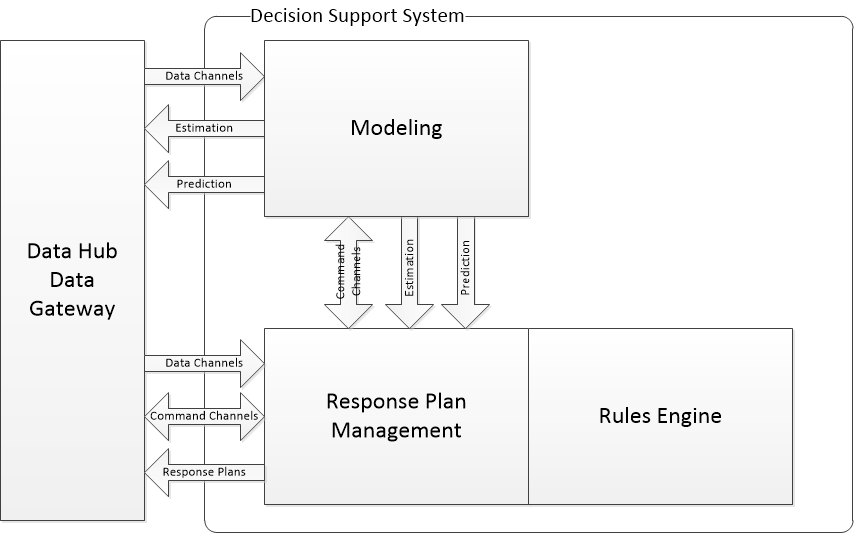 Decision Support System
Data Channels
Estimation
Prediction
Modeling
Data Hub
Data
Gateway
Command
Channels
Estimation
Prediction
Data Channels
Command Channels
Response Plans
Response Plan
Management
Rules Engine